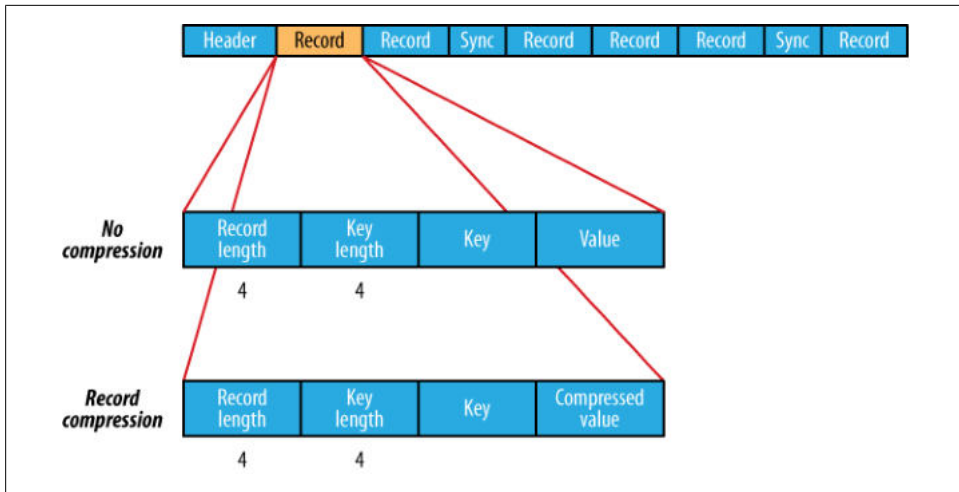 Header Record Record Sync Record Record Record Sync Record
No
compression
Record
length
Key
length
Key
Value
4 4
Record
compression
Record
length
Key
length
Key
Compressed
value
4 4